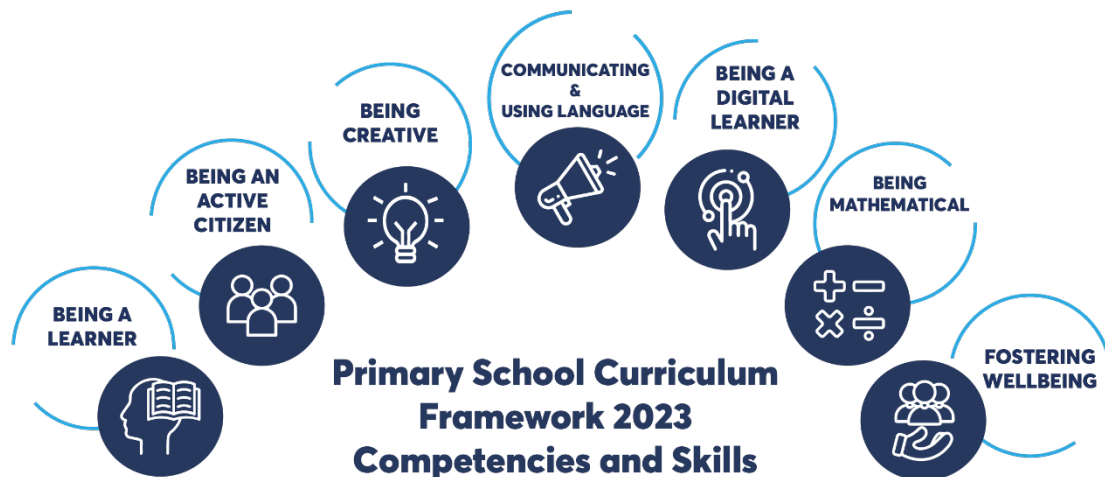 BEING A
LEARNER
BEING AN
ACTIVE
CITIZEN
BEING
CREATIVE
COMMUNICATING
&
USING LANGUAGE
BEING A
DIGITAL
LEARNER
BEING
MATHEMATICAL
FOSTERING
WELLBEING
Primary School Curriculum
Framework 2023
Competencies and Skills